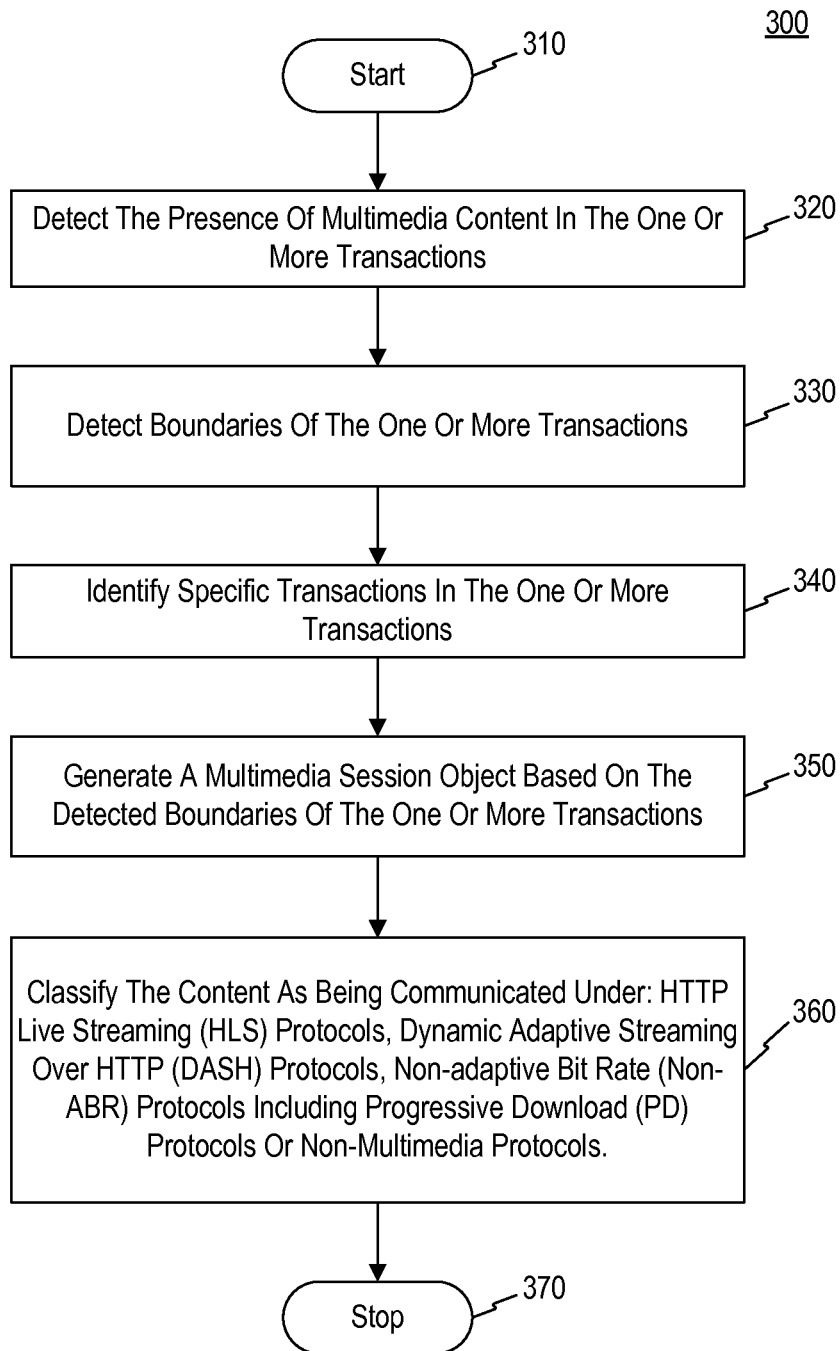 300
Start
310
Detect The Presence Of Multimedia Content In The One Or
More Transactions
320
Detect Boundaries Of The One Or More Transactions
330
Identify Specific Transactions In The One Or More
Transactions
340
Generate A Multimedia Session Object Based On The
Detected Boundaries Of The One Or More Transactions
350
Classify The Content As Being Communicated Under: HTTP
Live Streaming (HLS) Protocols, Dynamic Adaptive Streaming
Over HTTP (DASH) Protocols, Non-adaptive Bit Rate (Non-
ABR) Protocols Including Progressive Download (PD)
Protocols Or Non-Multimedia Protocols.
360
Stop
370